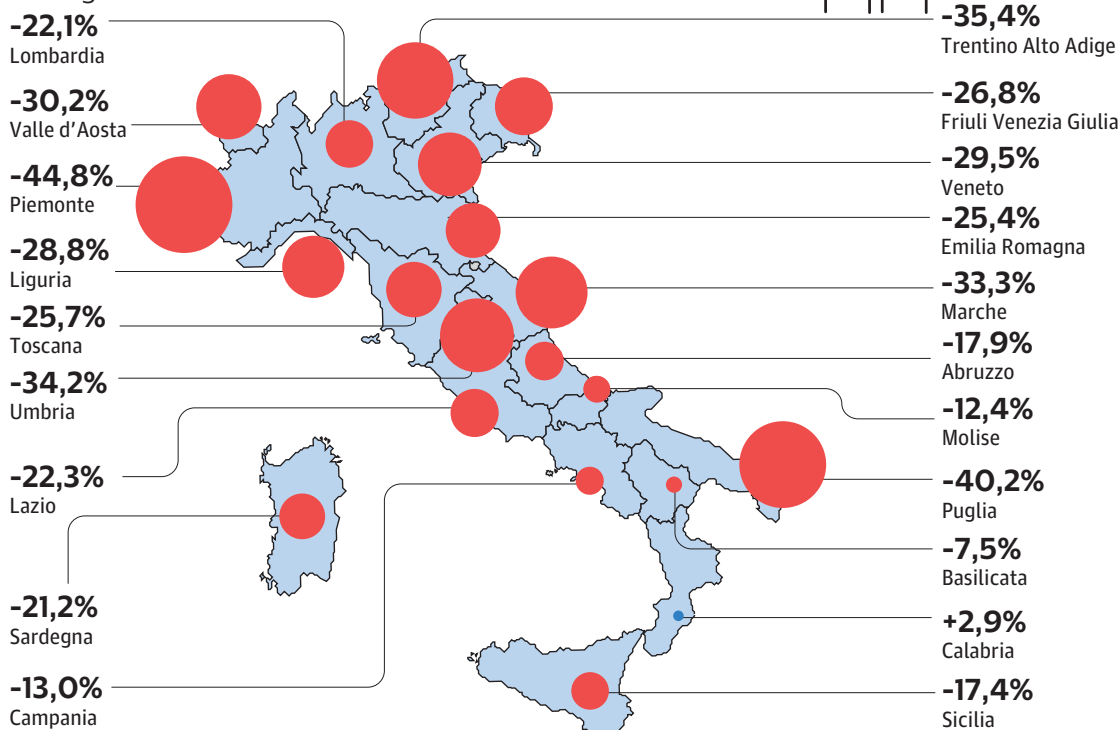 -22,1%
Lombardia
-30,2%
Valle d'Aosta
-44,8%
Piemonte
-28,8%
Liguria
-25,7%
Toscana
-34,2%
Umbria
-22,3%
Lazio
-21,2%
Sardegna
-13,0%
Campania
-35,4%
Trentino Alto Adige
-26,8%
Friuli Venezia Giulia
-29,5%
Veneto
-25,4%
Emilia Romagna
-33,3%
Marche
-17,9%
Abruzzo
-12,4%
Molise
-40,2%
Puglia
-7,5%
Basilicata
+2,9%
Calabria
-17,4%
Sicilia